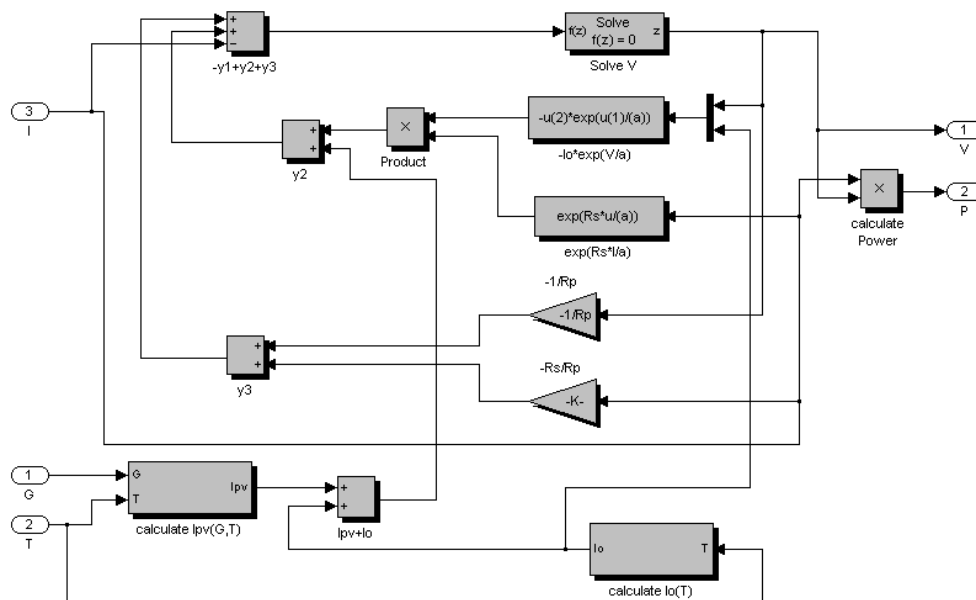 +
+
−
-y1+y2+y3
f(z)
Solve
f(z) = 0
z
Solve V
3
I
-u(2)*exp(u(1)/(a))
-Io*exp(V/a)
×
Product
+
+
y2
1
V
×
calculate
Power
2
P
exp(Rs*u/(a))
exp(Rs*I/a)
-1/Rp
-1/Rp
+
+
y3
-Rs/Rp
-K-
1
G
2
T
G
T
Ipv
calculate Ipv(G,T)
+
+
Ipv+Io
Io
T
calculate Io(T)